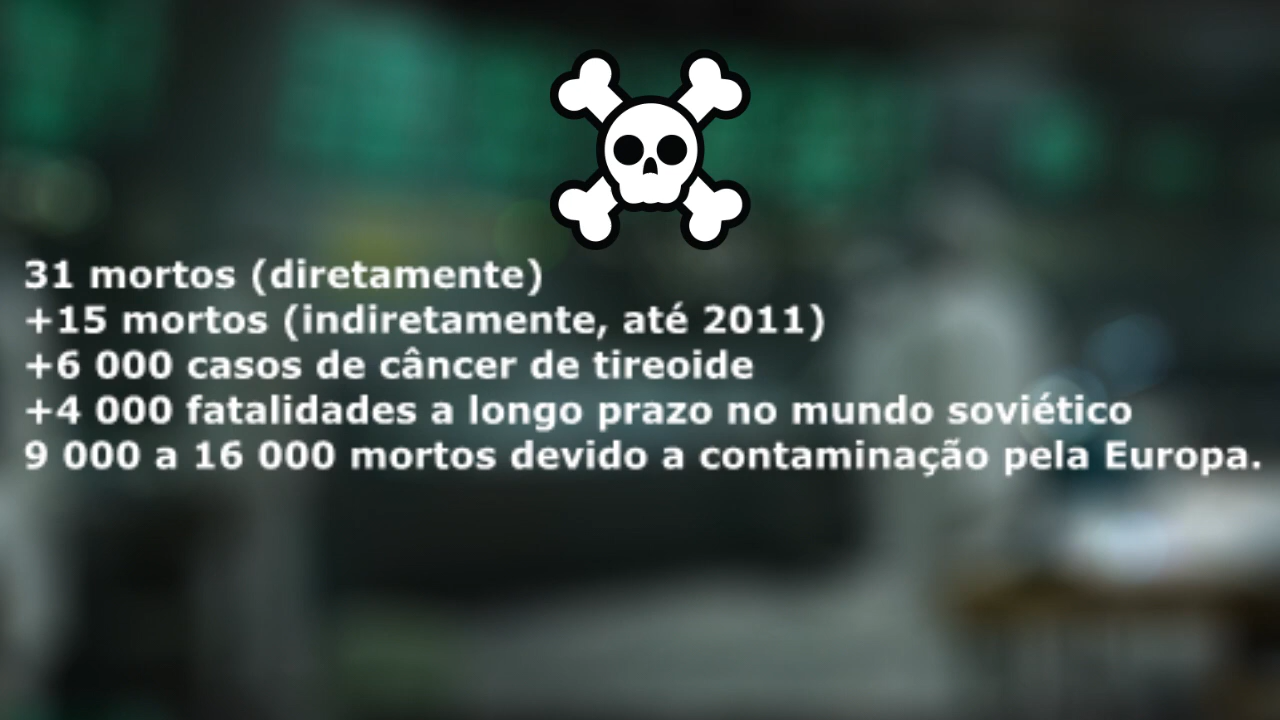 31 mortos (diretamente)
+15 mortos (indiretamente, até 2011)
+6 000 casos de câncer de tireoide
+4 000 fatalidades a longo prazo no mundo soviético
9 000 a 16 000 mortos devido a contaminação pela Europa.